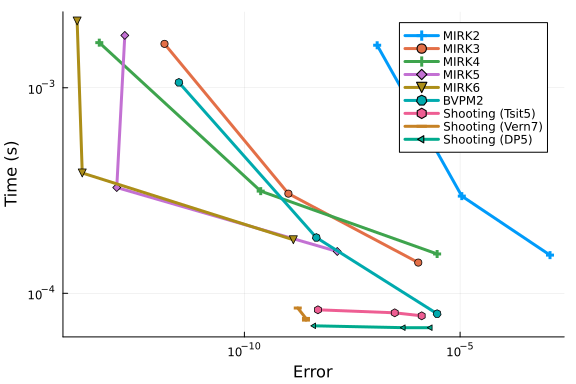 MIRK2
MIRK3
MIRK4
MIRK5
MIRK6
BVPM2
Shooting (Tsit5)
Shooting (Vern7)
Shooting (DP5)
Time (s)
10⁻³
10⁻⁴
10⁻¹⁰
10⁻⁵
Error